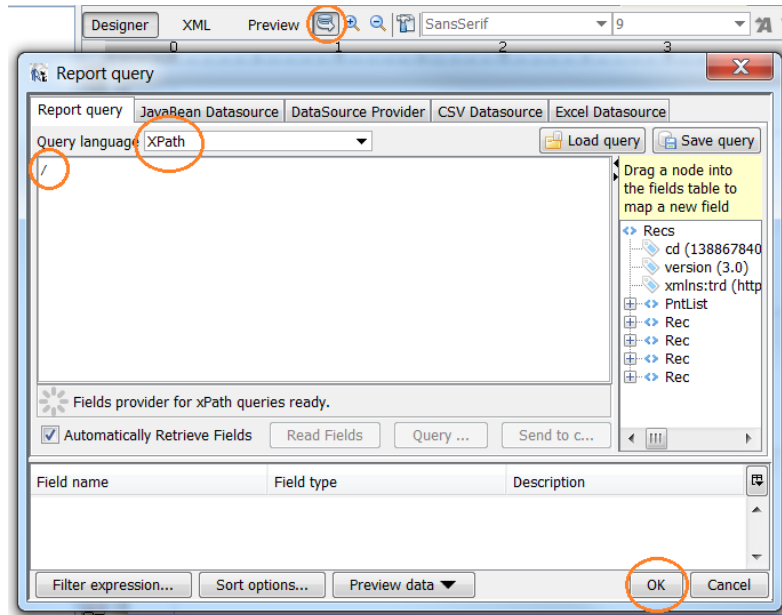 Designer XML Preview SansSerif 9
0 1 2 3
Report query
Report query JavaBean Datasource DataSource Provider CSV Datasource Excel Datasource
Query language XPath Load query Save query
/
Drag a node into
the fields table to
map a new field
Recs
cd (138867840
version (3.0)
xmlns:trd (http
PntList
Rec
Rec
Rec
Rec
Fields provider for xPath queries ready.
Automatically Retrieve Fields Read Fields Query ... Send to c...
Field name Field type Description
Filter expression... Sort options... Preview data OK Cancel